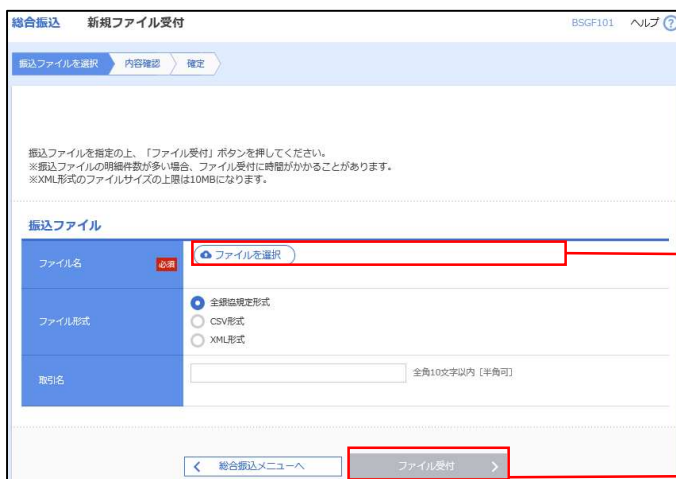 総合振込 新規ファイル受付 BSGF101 ヘルプ ?
振込ファイルを選択 内容確認 確定
振込ファイルを指定の上、「ファイル受付」ボタンを押してください。
※振込ファイルの明細件数が多い場合、ファイル受付に時間がかかることがあります。
※XML形式のファイルサイズの上限は10MBになります。
振込ファイル
ファイル名 必須 ファイルを選択
ファイル形式
全銀協規定形式
CSV形式
XML形式
取引名 全角10文字以内 [半角可]
総合振込メニューへ ファイル受付